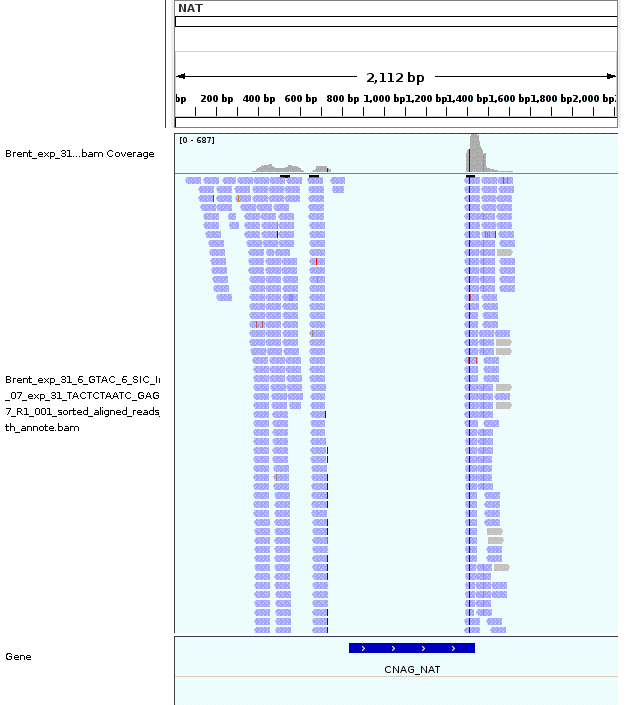 NAT
2,112 bp
bp 200 bp 400 bp 600 bp 800 bp 1,000 bp 1,200 bp 1,400 bp 1,600 bp 1,800 bp 2,000 bp
[0 - 687]
Brent_exp_31...bam Coverage
Brent_exp_31_6_GTAC_6_SIC_I
_07_exp_31_TACTCTAATC_GAG
7_R1_001_sorted_aligned_reads_
th_annote.bam
Gene
CNAG_NAT